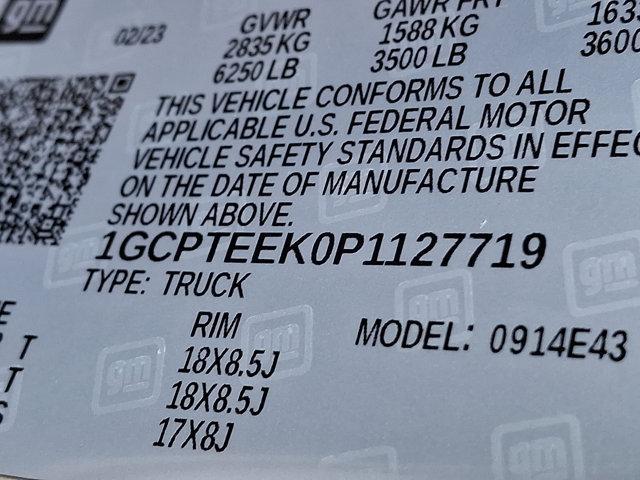 gm
02/23 GVWR GAWR FRT
2835 KG 1588 KG
6250 LB 3500 LB 3600
THIS VEHICLE CONFORMS TO ALL
APPLICABLE U.S. FEDERAL MOTOR
VEHICLE SAFETY STANDARDS IN EFFEC
ON THE DATE OF MANUFACTURE
SHOWN ABOVE.
1GCPTEEK0P1127719
TYPE: TRUCK
RIM MODEL: 0914E43
18X8.5J
18X8.5J
17X8J